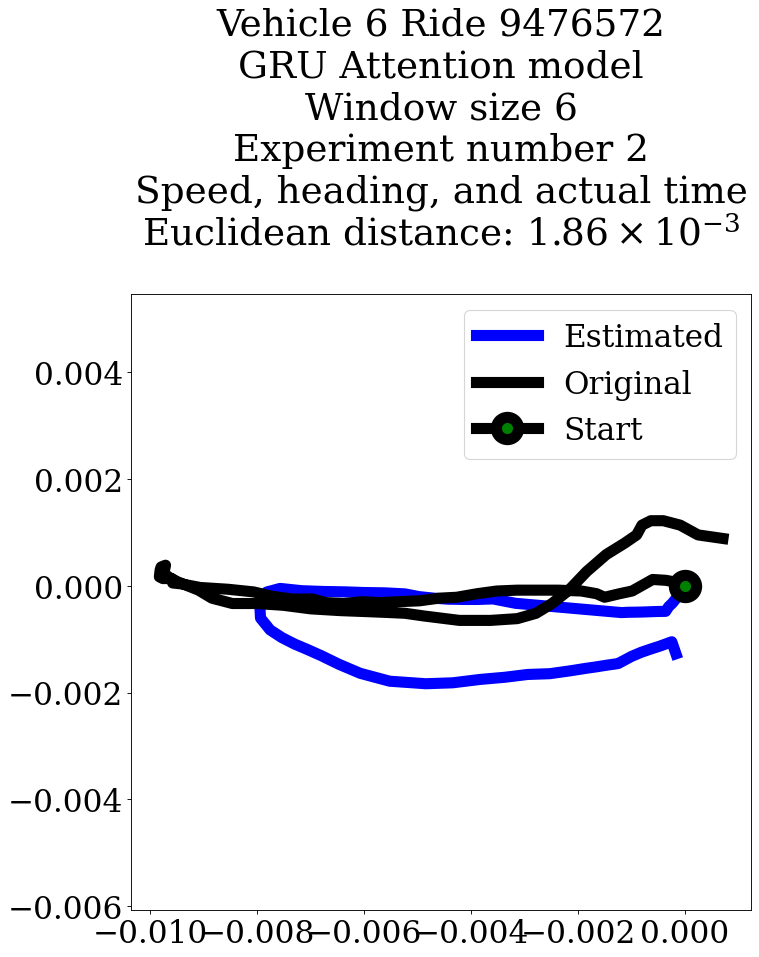 Vehicle 6 Ride 9476572
GRU Attention model
Window size 6
Experiment number 2
Speed, heading, and actual time
Euclidean distance: 1.86 × 10⁻³
Estimated
Original
Start
0.004
0.002
0.000
−0.002
−0.004
−0.006
−0.010 −0.008 −0.006 −0.004 −0.002 0.000